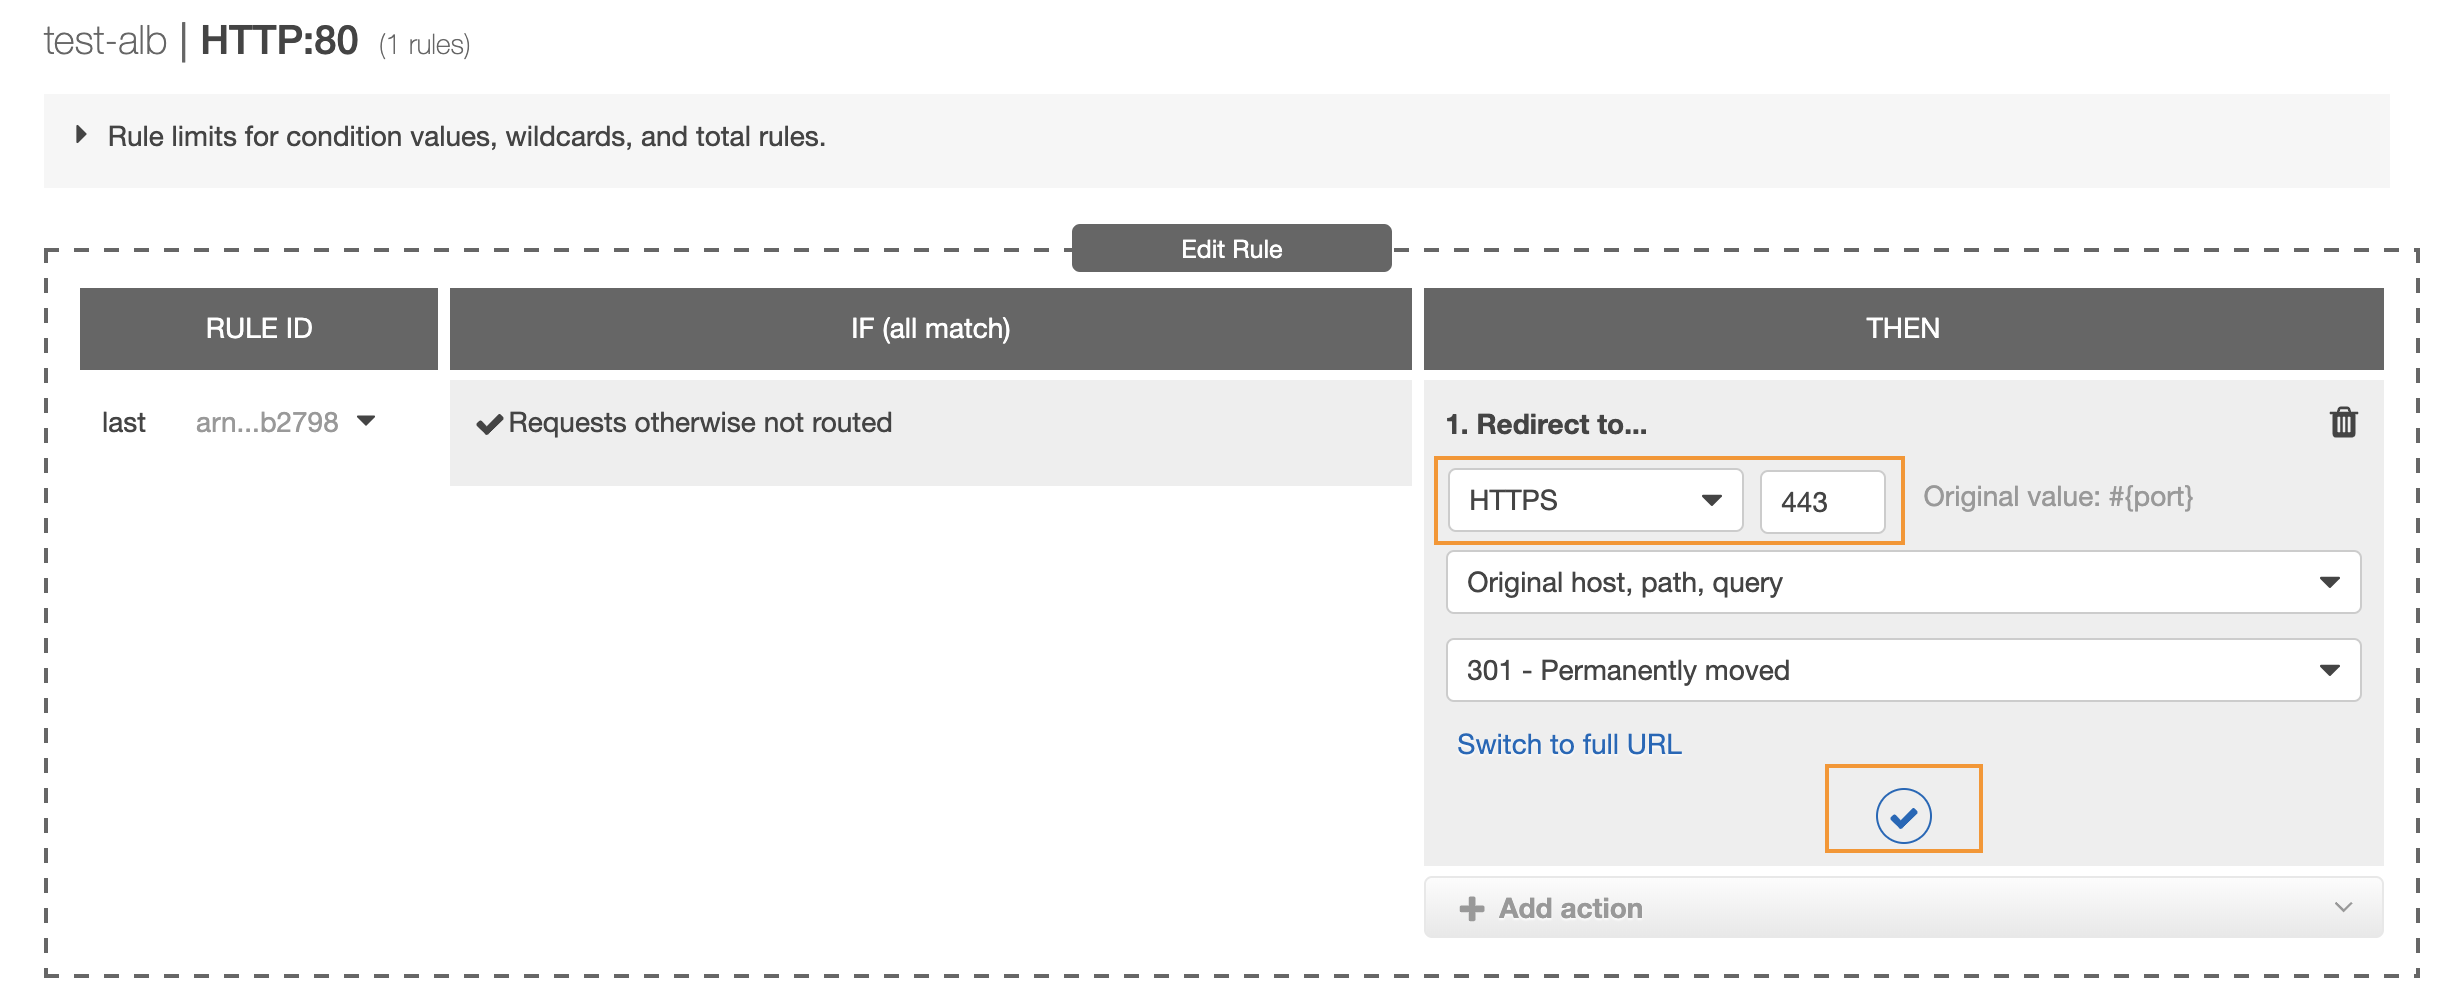 test-alb | HTTP:80 (1 rules)
Rule limits for condition values, wildcards, and total rules.
Edit Rule
RULE ID
IF (all match)
THEN
last arn...b2798
Requests otherwise not routed
1. Redirect to...
HTTPS
443
Original value: #{port}
Original host, path, query
301 - Permanently moved
Switch to full URL
Add action